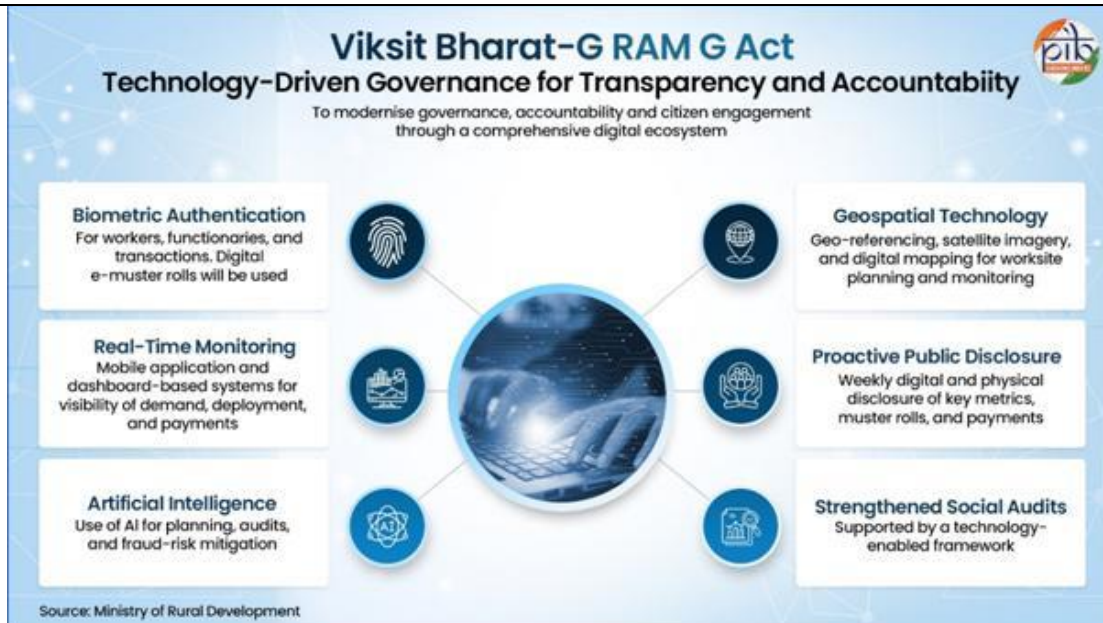 Viksit Bharat-G RAM G Act
Technology-Driven Governance for Transparency and Accountabiity
To modernise governance, accountability and citizen engagement
through a comprehensive digital ecosystem
pib
Biometric Authentication
For workers, functionaries, and
transactions. Digital
e-muster rolls will be used
Real-Time Monitoring
Mobile application and
dashboard-based systems for
visibility of demand, deployment,
and payments
Artificial Intelligence
Use of AI for planning, audits,
and fraud-risk mitigation
AI
Geospatial Technology
Geo-referencing, satellite imagery,
and digital mapping for worksite
planning and monitoring
Proactive Public Disclosure
Weekly digital and physical
disclosure of key metrics,
muster rolls, and payments
Strengthened Social Audits
Supported by a technology-
enabled framework
Source: Ministry of Rural Development